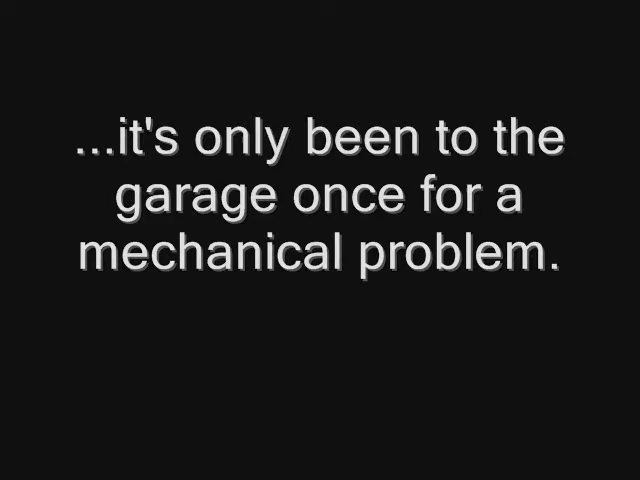 ...it's only been to the
garage once for a
mechanical problem.